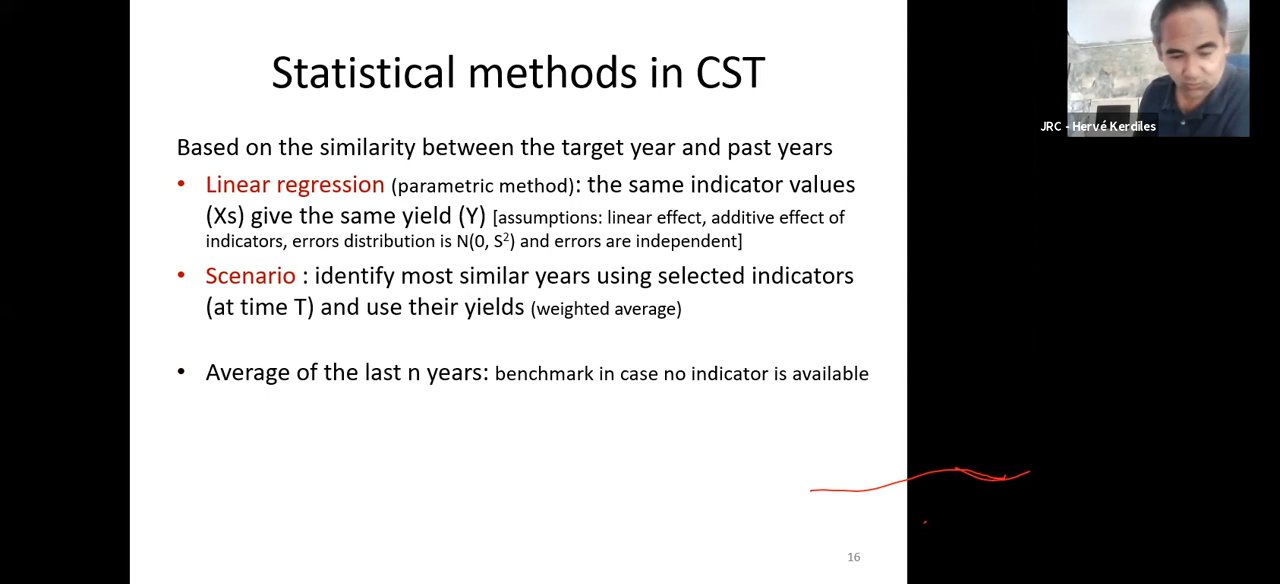 Statistical methods in CST
JRC - Hervé Kerdiles
Based on the similarity between the target year and past years
• Linear regression (parametric method): the same indicator values
(Xs) give the same yield (Y) [assumptions: linear effect, additive effect of
indicators, errors distribution is N(0, S²) and errors are independent]
• Scenario : identify most similar years using selected indicators
(at time T) and use their yields (weighted average)
• Average of the last n years: benchmark in case no indicator is available
16